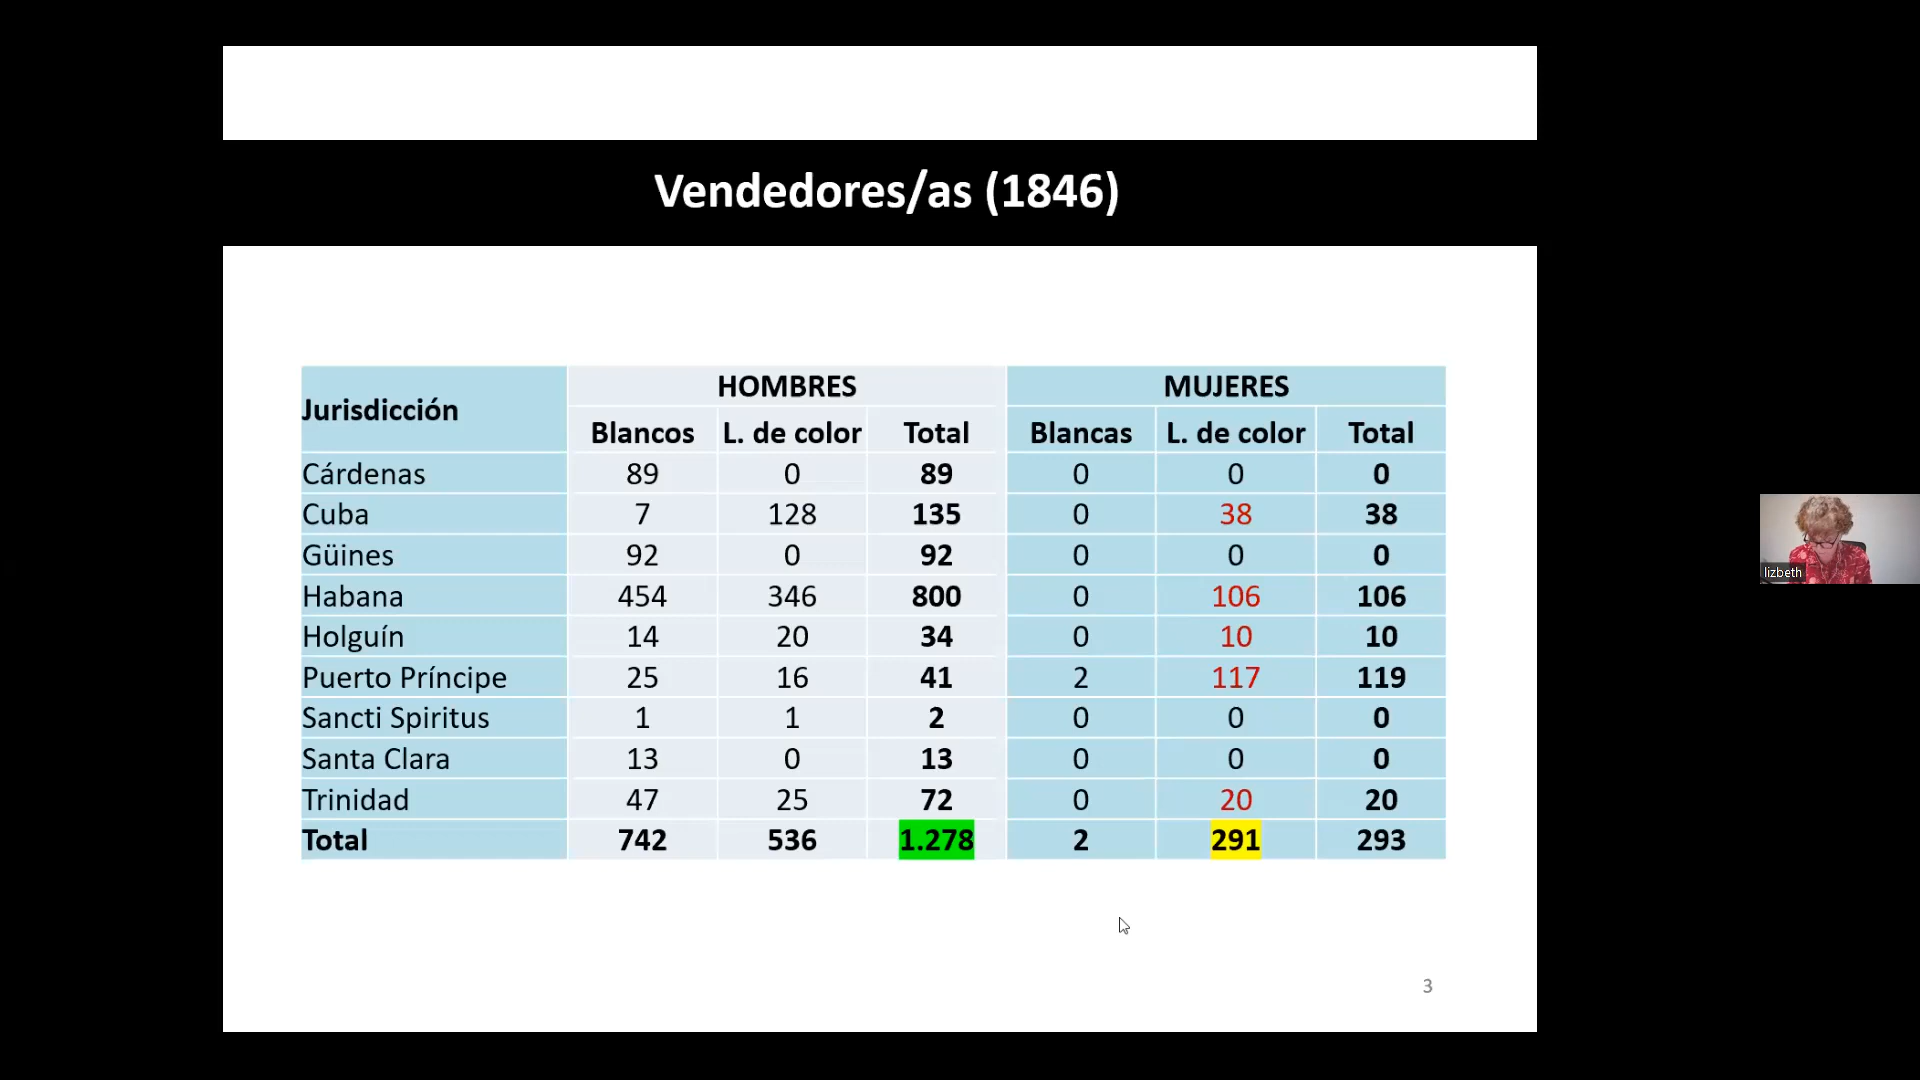 Vendedores/as (1846)
Jurisdicción HOMBRES MUJERES
Blancos L. de color Total Blancas L. de color Total
Cárdenas 89 0 89 0 0 0
Cuba 7 128 135 0 38 38
Güines 92 0 92 0 0 0
Habana 454 346 800 0 106 106
Holguín 14 20 34 0 10 10
Puerto Príncipe 25 16 41 2 117 119
Sancti Spiritus 1 1 2 0 0 0
Santa Clara 13 0 13 0 0 0
Trinidad 47 25 72 0 20 20
Total 742 536 1.278 2 291 293
lizbeth
3